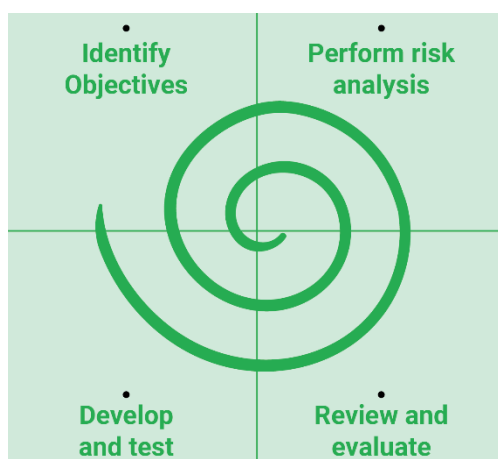 Identify
Objectives
Perform risk
analysis
Develop
and test
Review and
evaluate